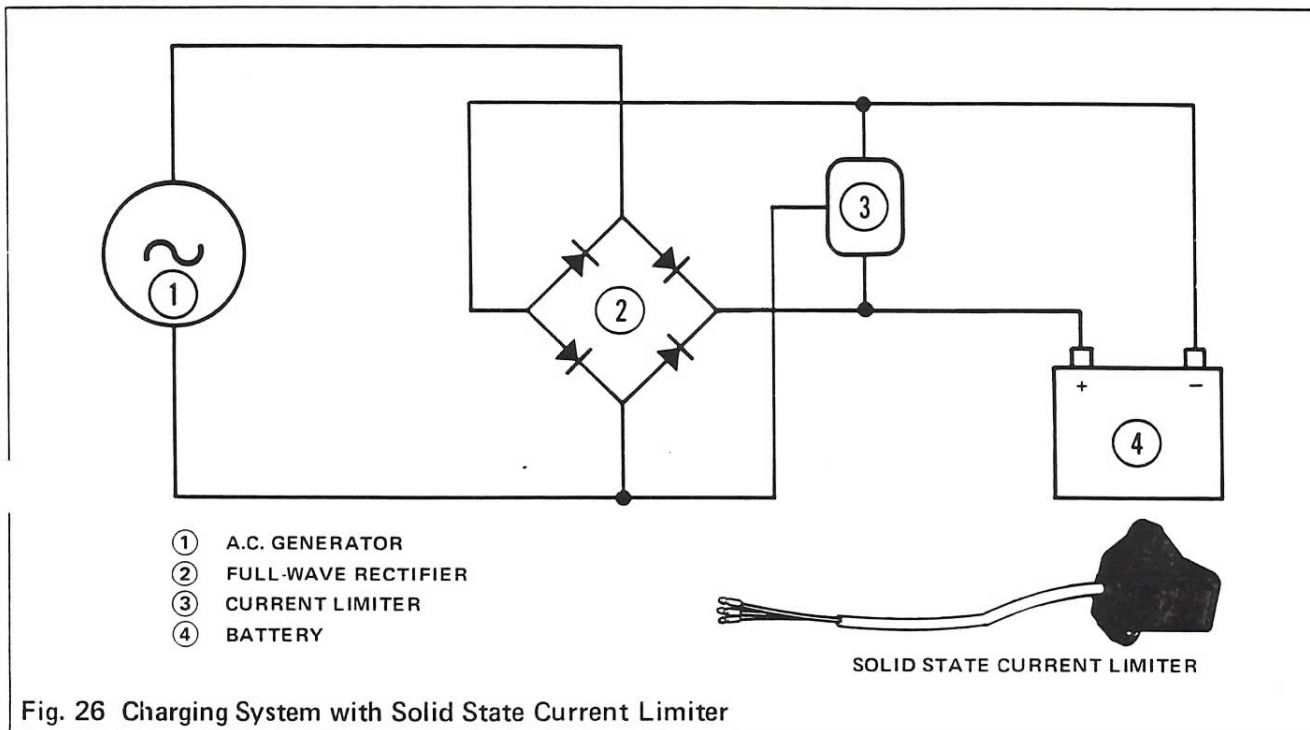 1
2
3
+ −
4
① A.C. GENERATOR
② FULL-WAVE RECTIFIER
③ CURRENT LIMITER
④ BATTERY
SOLID STATE CURRENT LIMITER
Fig. 26 Charging System with Solid State Current Limiter